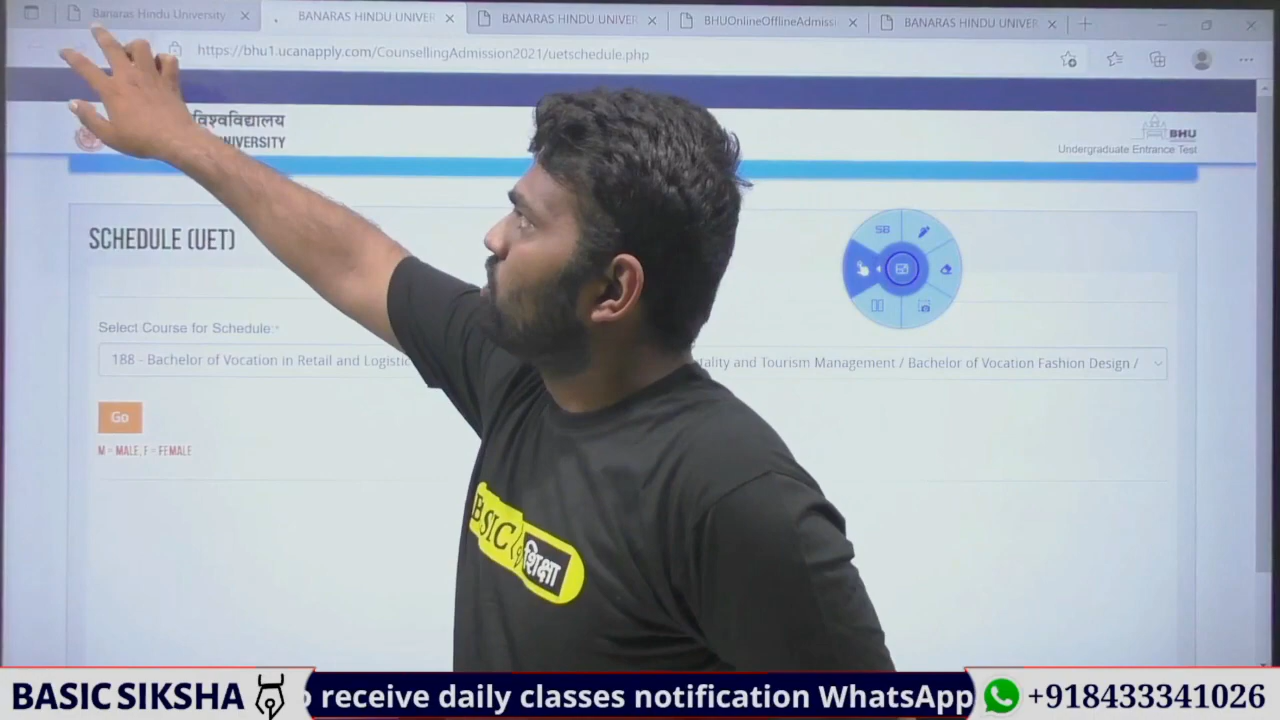 Banaras Hindu University
BANARAS HINDU UNIVER
BANARAS HINDU UNIVER
BHUOnlineOfflineAdmissi
BANARAS HINDU UNIVER
https://bhu1.ucanapply.com/CounsellingAdmission2021/uetschedule.php
विश्वविद्यालय
UNIVERSITY
BHU
Undergraduate Entrance Test
SCHEDULE (UET)
SB
Select Course for Schedule:*
188 - Bachelor of Vocation in Retail and Logistic
tality and Tourism Management / Bachelor of Vocation Fashion Design /
Go
M = MALE, F = FEMALE
BSIC
शिक्षा
BASIC SIKSHA
o receive daily classes notification WhatsApp
+918433341026